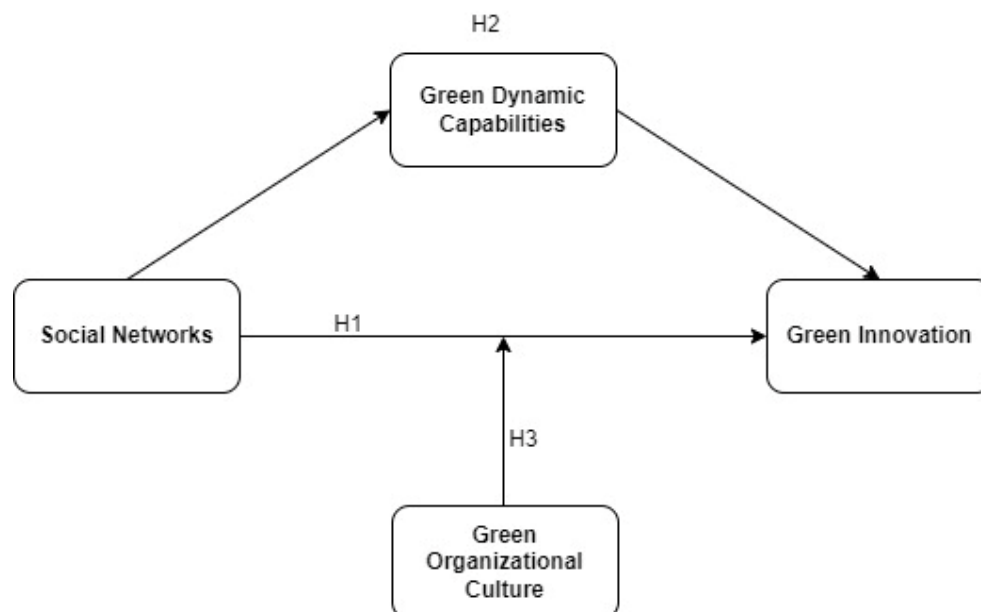 H2
Green Dynamic
Capabilities
Social Networks
H1
Green Innovation
H3
Green
Organizational
Culture